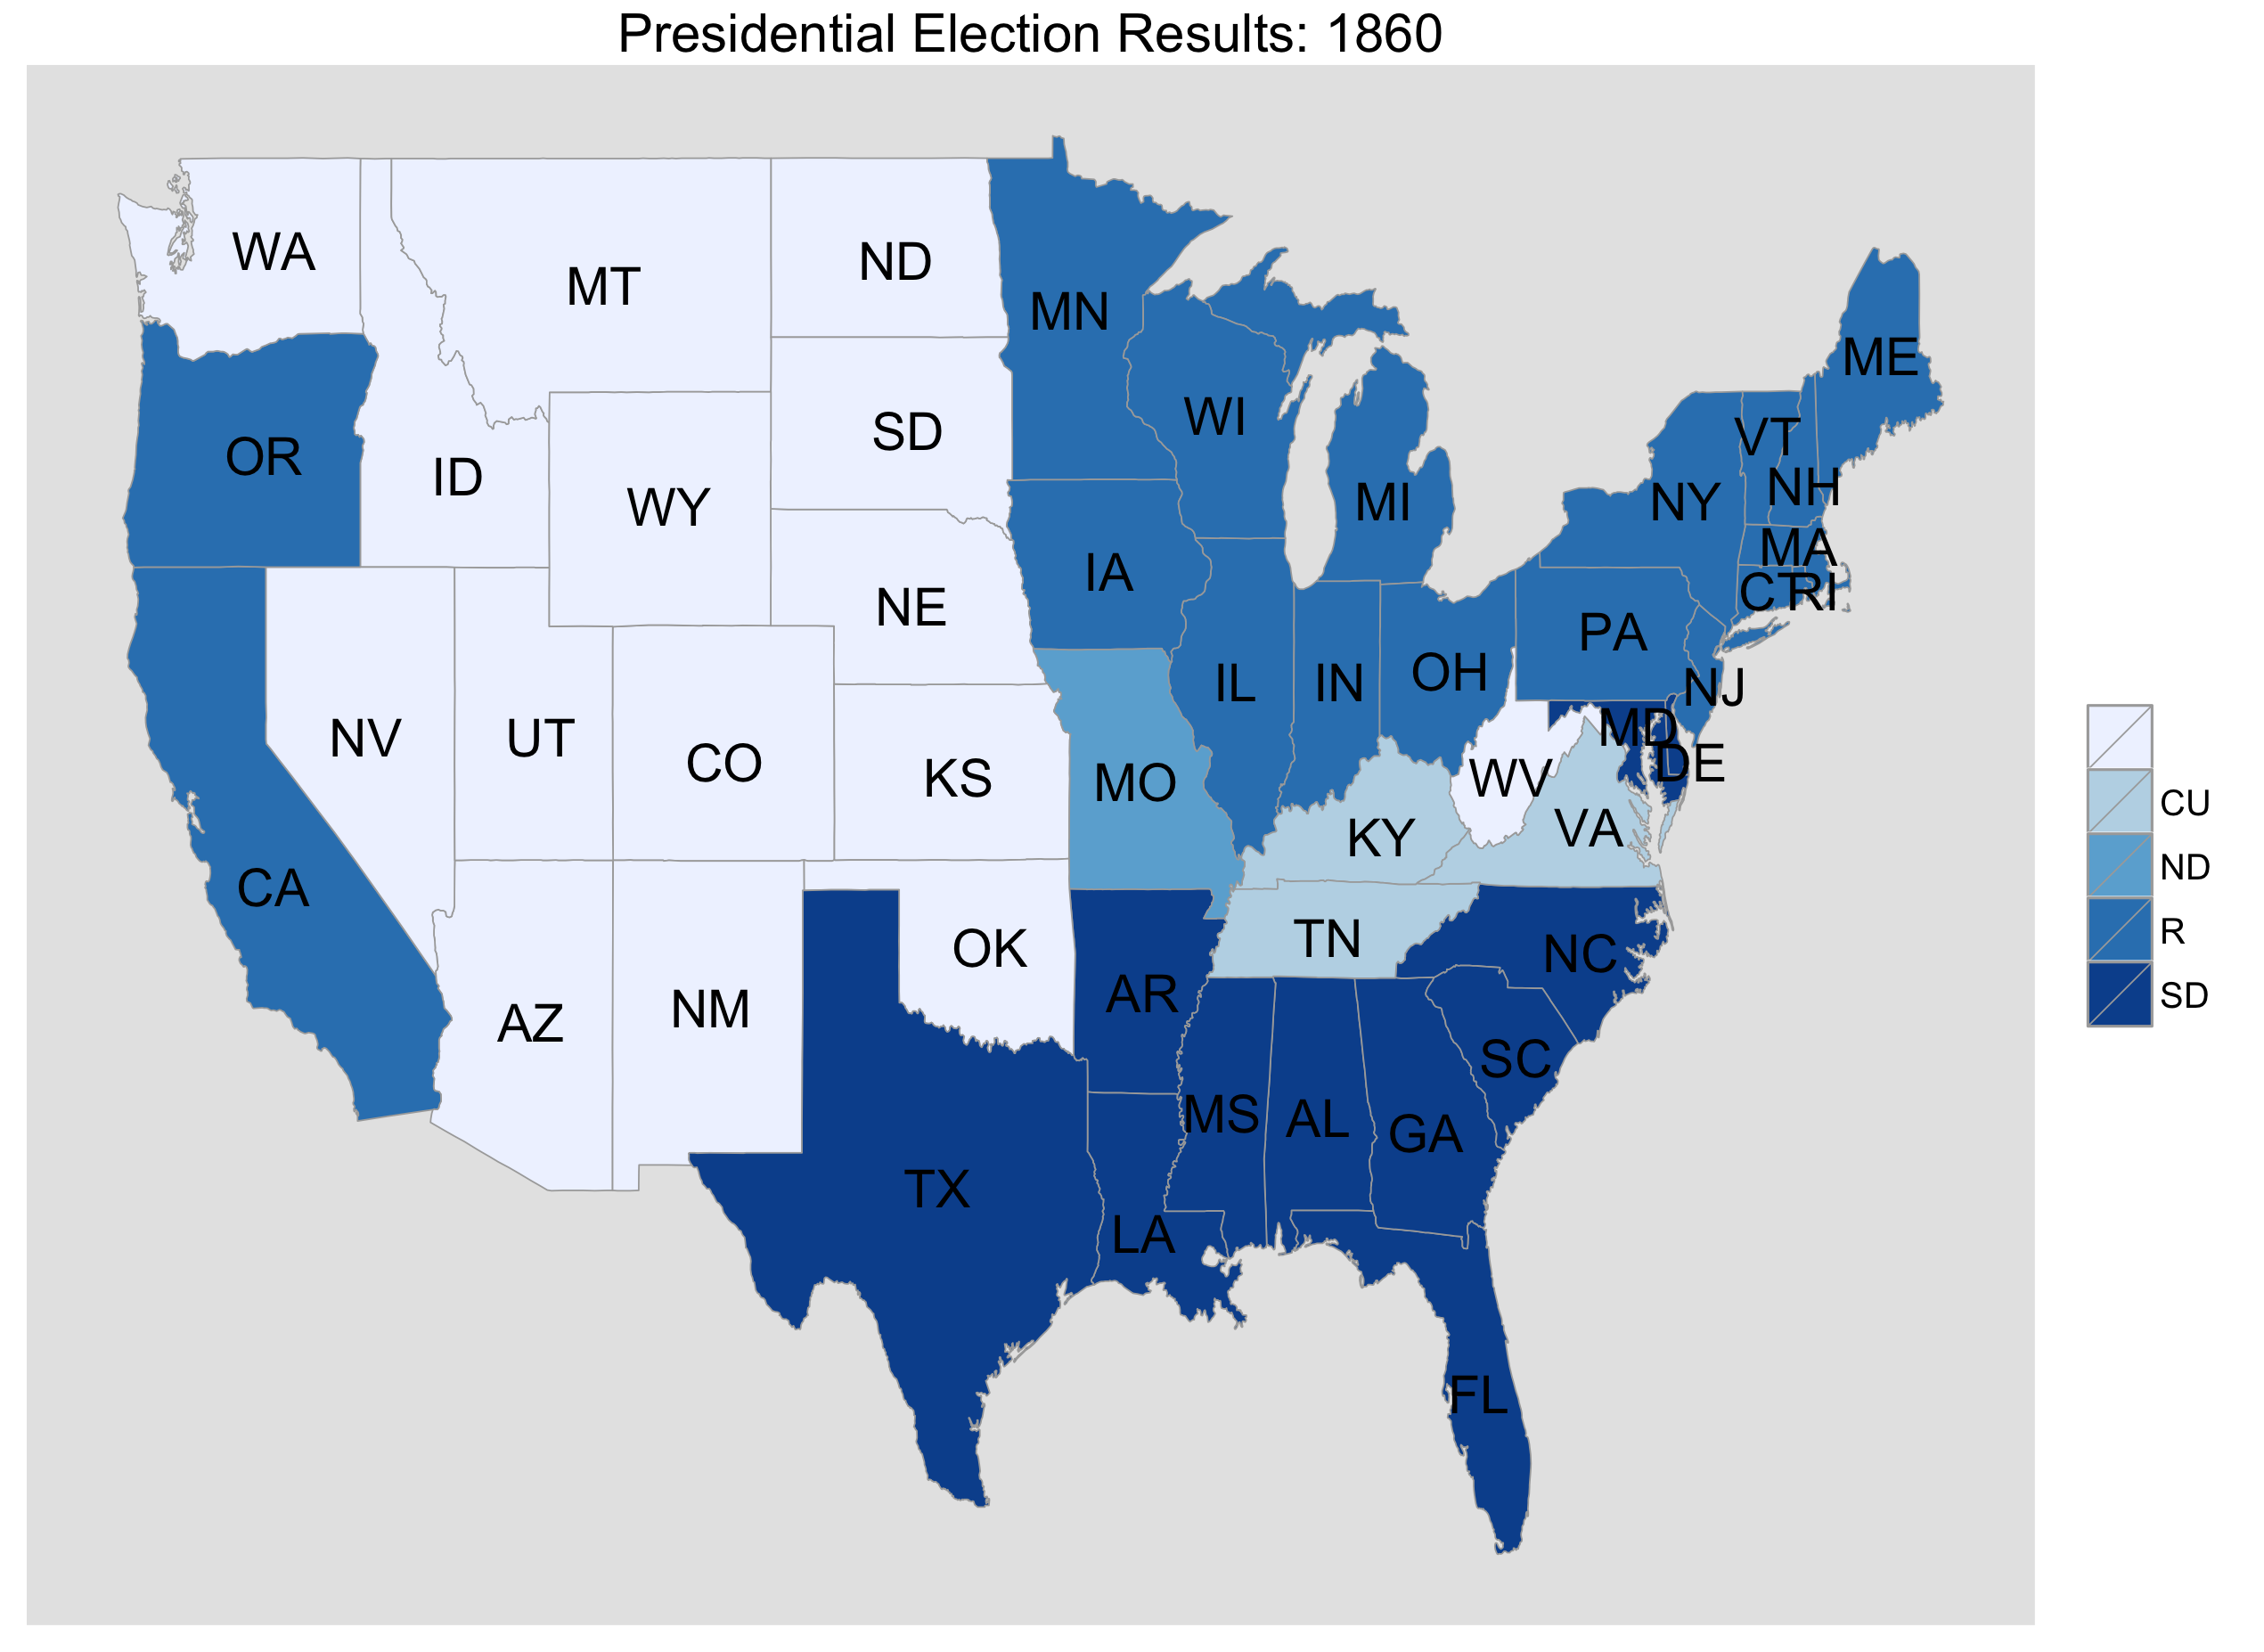 Presidential Election Results: 1860
WA
MT
ND
MN
ME
OR
ID
SD
WI
VT
WY
MI
NY
NH
MA
IA
NE
CT
RI
PA
NV
UT
CO
KS
MO
IL
IN
OH
NJ
MD
DE
WV
VA
KY
CA
OK
TN
NC
AZ
NM
AR
SC
MS
AL
GA
TX
LA
FL
CU
ND
R
SD